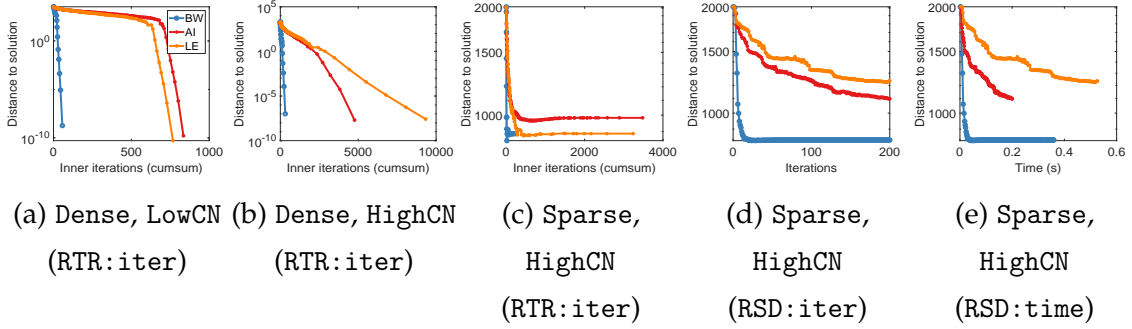 Distance to solution
10^0
10^-10
0
500
1000
Inner iterations (cumsum)
BW
AI
LE
Distance to solution
10^5
10^0
10^-5
10^-10
0
5000
10000
Inner iterations (cumsum)
Distance to solution
2000
1500
1000
0
2000
4000
Inner iterations (cumsum)
Distance to solution
2000
1500
1000
0
100
200
Iterations
Distance to solution
2000
1500
1000
0
0.2
0.4
0.6
Time (s)
(a) Dense, LowCN
(RTR:iter)
(b) Dense, HighCN
(RTR:iter)
(c) Sparse,
HighCN
(RTR:iter)
(d) Sparse,
HighCN
(RSD:iter)
(e) Sparse,
HighCN
(RSD:time)